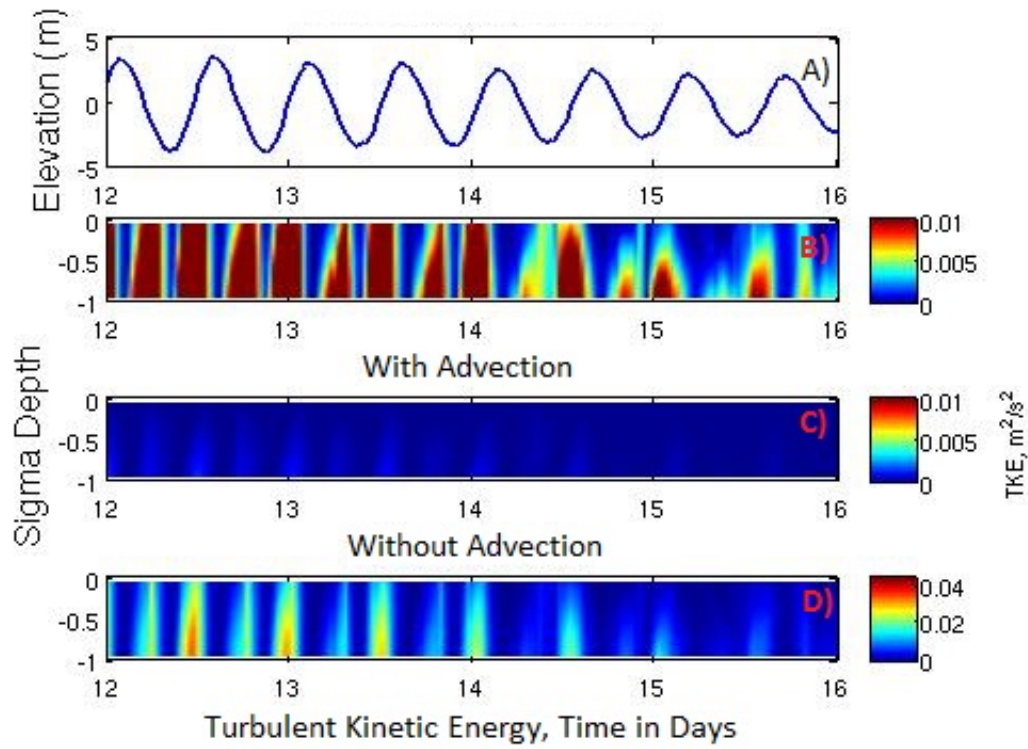 Elevation (m)
5
0
-5
A)
12 13 14 15 16
0
-0.5
-1
B)
0.01
0.005
0
12 13 14 15 16
With Advection
Sigma Depth
0
-0.5
-1
C)
0.01
0.005
0
TKE, m²/s²
12 13 14 15 16
Without Advection
0
-0.5
-1
D)
0.04
0.02
0
12 13 14 15 16
Turbulent Kinetic Energy, Time in Days